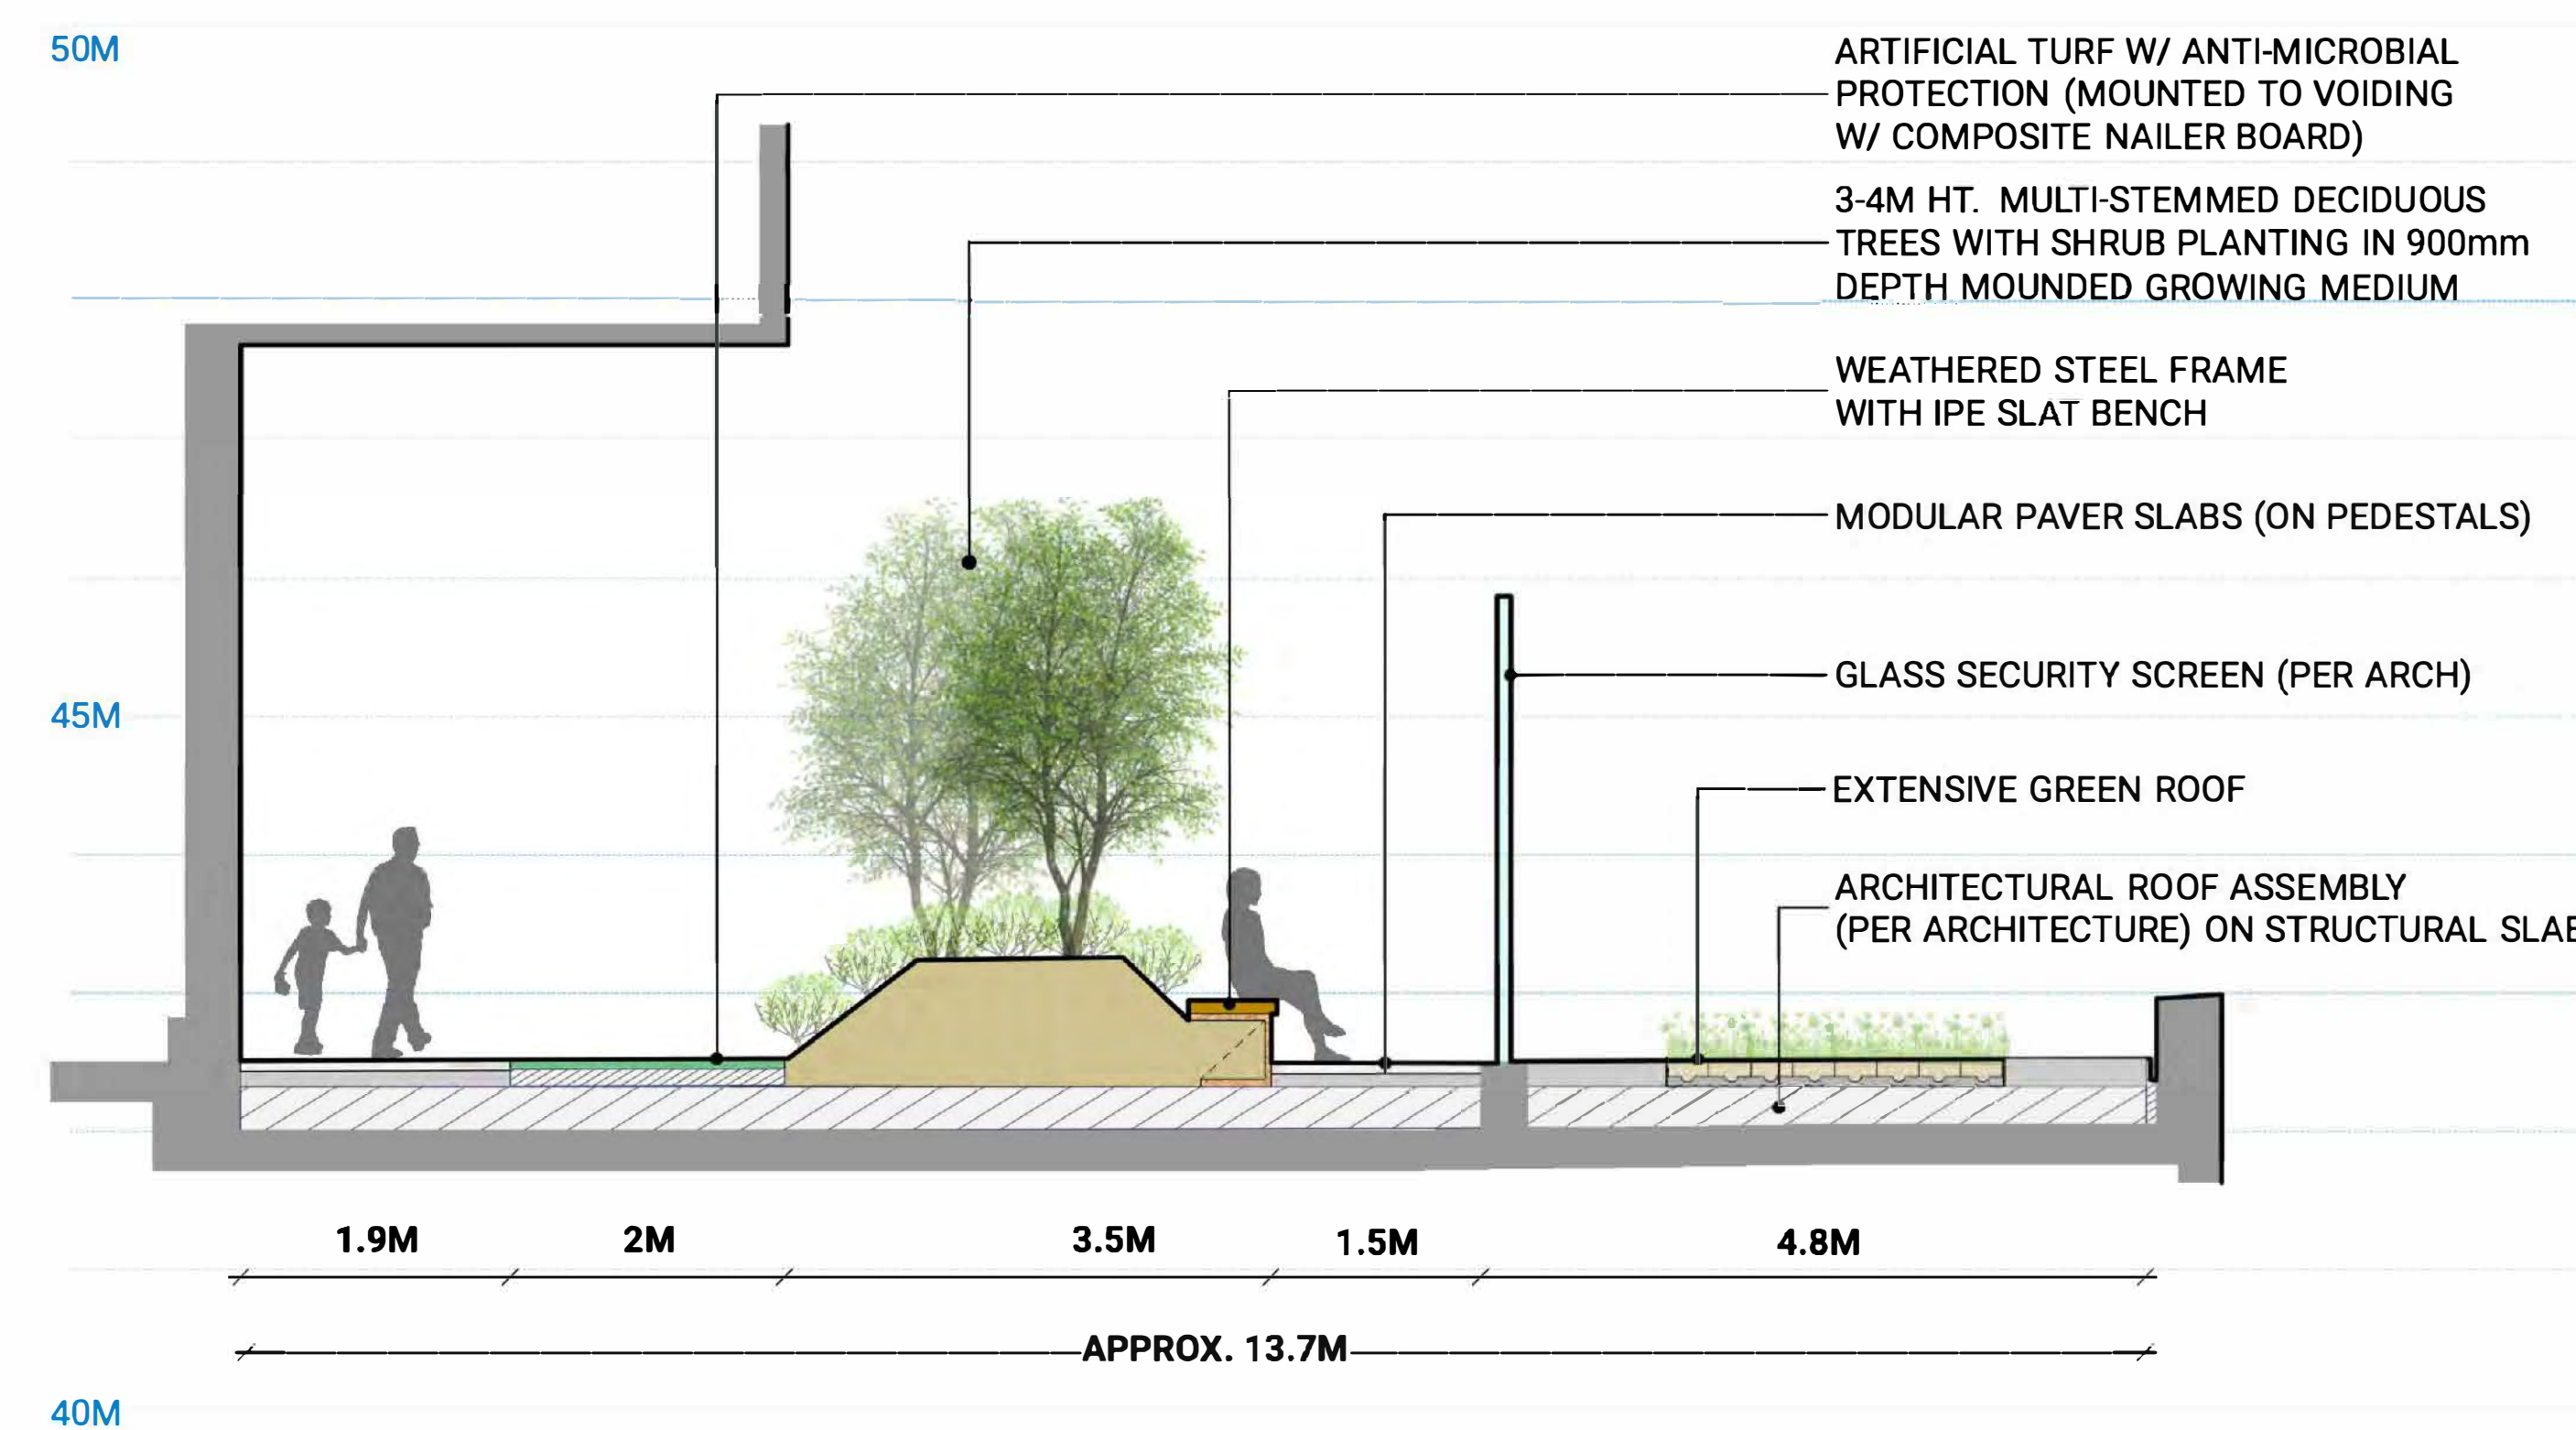 50M
ARTIFICIAL TURF W/ ANTI-MICROBIAL
PROTECTION (MOUNTED TO VOIDING
W/ COMPOSITE NAILER BOARD)
3-4M HT. MULTI-STEMMED DECIDUOUS
TREES WITH SHRUB PLANTING IN 900mm
DEPTH MOUNDED GROWING MEDIUM
WEATHERED STEEL FRAME
WITH IPE SLAT BENCH
MODULAR PAVER SLABS (ON PEDESTALS)
GLASS SECURITY SCREEN (PER ARCH)
45M
EXTENSIVE GREEN ROOF
ARCHITECTURAL ROOF ASSEMBLY
(PER ARCHITECTURE) ON STRUCTURAL SLAB
1.9M
2M
3.5M
1.5M
4.8M
APPROX. 13.7M
40M